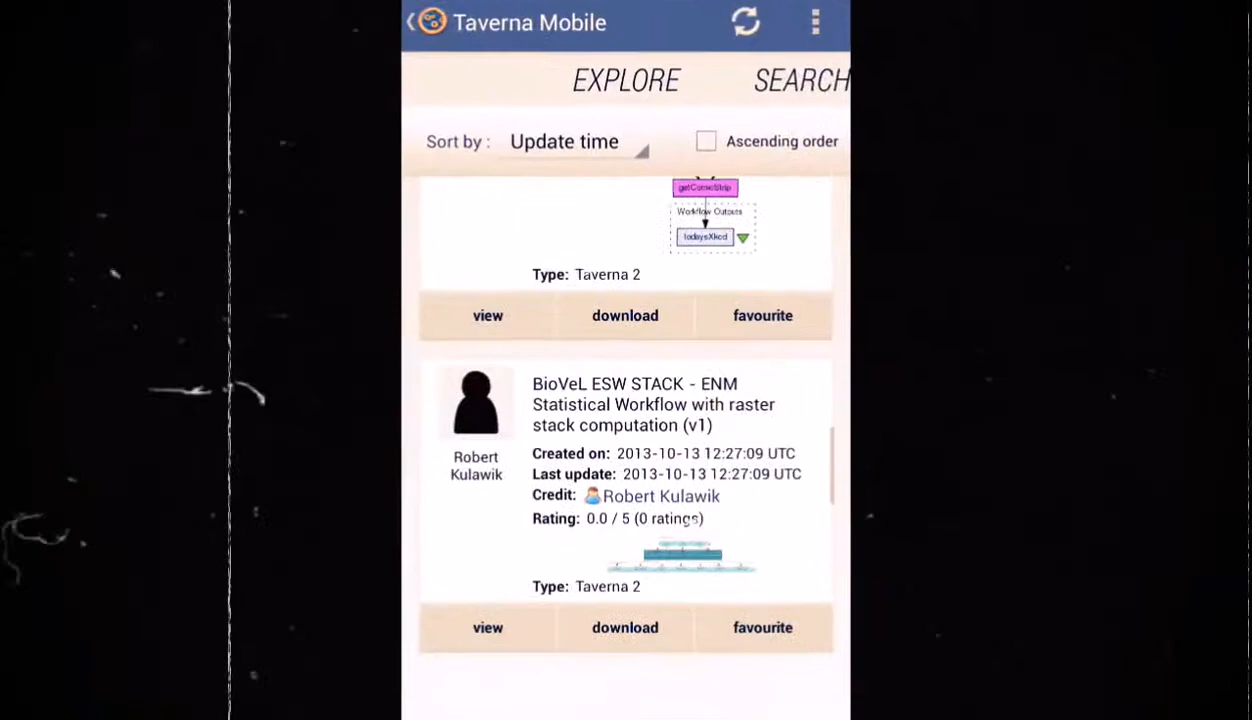 Taverna Mobile
EXPLORE SEARCH
Sort by : Update time Ascending order
getComicStrip
Workflow Outputs
todaysXkcd
Type: Taverna 2
view download favourite
BioVeL ESW STACK - ENM
Statistical Workflow with raster
stack computation (v1)
Robert
Kulawik
Created on: 2013-10-13 12:27:09 UTC
Last update: 2013-10-13 12:27:09 UTC
Credit: Robert Kulawik
Rating: 0.0 / 5 (0 ratings)
Type: Taverna 2
view download favourite